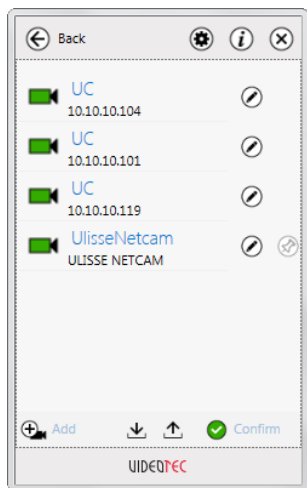 Back
UC
10.10.10.104
UC
10.10.10.101
UC
10.10.10.119
UlisseNetcam
ULISSE NETCAM
Add
Confirm
VIDEOTEC